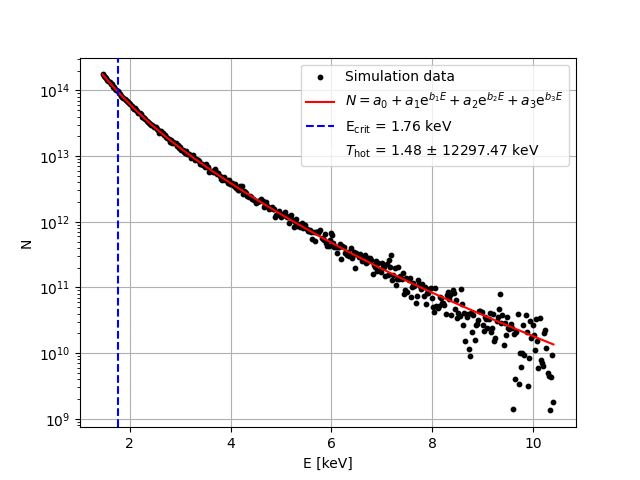 Simulation data
N = a₀ + a₁e^{b₁E} + a₂e^{b₂E} + a₃e^{b₃E}
E_crit = 1.76 keV
T_hot = 1.48 ± 12297.47 keV
10¹⁴
10¹³
10¹²
10¹¹
10¹⁰
10⁹
N
2 4 6 8 10
E [keV]